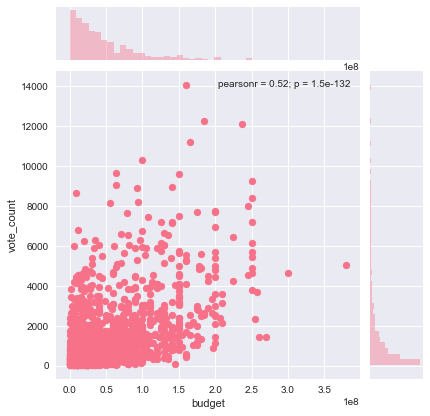 1e8
pearsonr = 0.52; p = 1.5e-132
14000
12000
10000
8000
6000
4000
2000
0
vote_count
0.0 0.5 1.0 1.5 2.0 2.5 3.0 3.5
1e8
budget
1e8